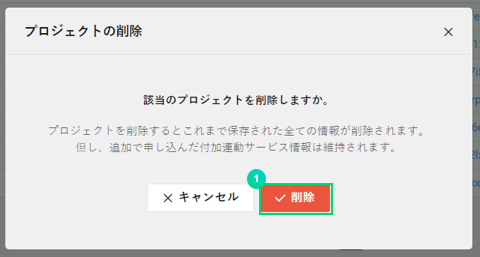 プロジェクトの削除
該当のプロジェクトを削除しますか。
プロジェクトを削除するとこれまで保存された全ての情報が削除されます。
但し、追加で申し込んだ付加連動サービス情報は維持されます。
1
キャンセル 削除